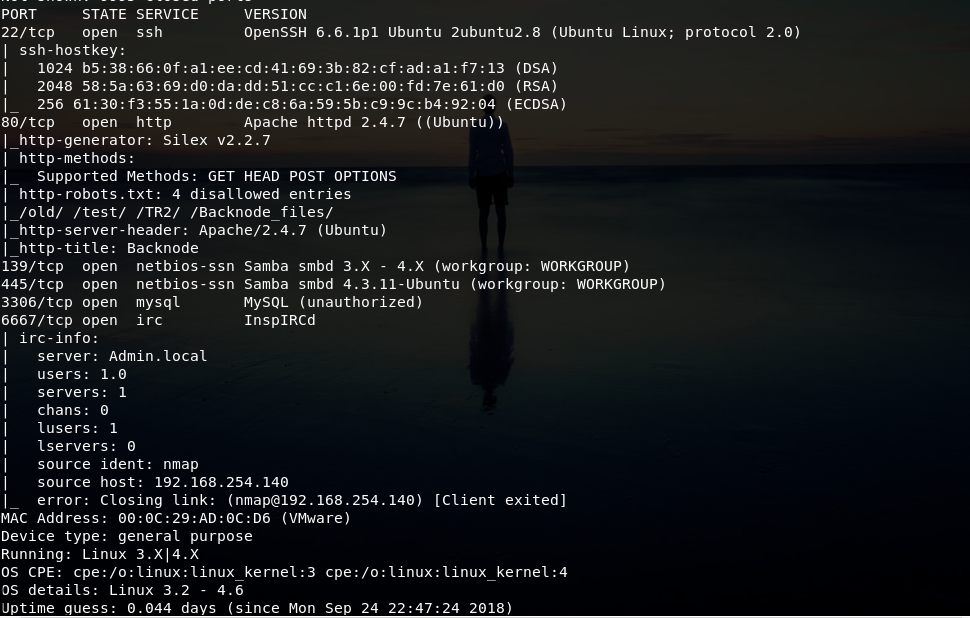 PORT     STATE SERVICE     VERSION
22/tcp   open  ssh         OpenSSH 6.6.1p1 Ubuntu 2ubuntu2.8 (Ubuntu Linux; protocol 2.0)
| ssh-hostkey:
|   1024 b5:38:66:0f:a1:ee:cd:41:69:3b:82:cf:ad:a1:f7:13 (DSA)
|   2048 58:5a:63:69:d0:da:dd:51:cc:c1:6e:00:fd:7e:61:d0 (RSA)
|_  256 61:30:f3:55:1a:0d:de:c8:6a:59:5b:c9:9c:b4:92:04 (ECDSA)
80/tcp   open  http        Apache httpd 2.4.7 ((Ubuntu))
|_http-generator: Silex v2.2.7
| http-methods:
|_  Supported Methods: GET HEAD POST OPTIONS
| http-robots.txt: 4 disallowed entries
|_/old/ /test/ /TR2/ /Backnode_files/
|_http-server-header: Apache/2.4.7 (Ubuntu)
|_http-title: Backnode
139/tcp  open  netbios-ssn Samba smbd 3.X - 4.X (workgroup: WORKGROUP)
445/tcp  open  netbios-ssn Samba smbd 4.3.11-Ubuntu (workgroup: WORKGROUP)
3306/tcp open  mysql       MySQL (unauthorized)
6667/tcp open  irc         InspIRCd
| irc-info:
|   server: Admin.local
|   users: 1.0
|   servers: 1
|   chans: 0
|   lusers: 1
|   lservers: 0
|   source ident: nmap
|   source host: 192.168.254.140
|_  error: Closing link: (nmap@192.168.254.140) [Client exited]
MAC Address: 00:0C:29:AD:0C:D6 (VMware)
Device type: general purpose
Running: Linux 3.X|4.X
OS CPE: cpe:/o:linux:linux_kernel:3 cpe:/o:linux:linux_kernel:4
OS details: Linux 3.2 - 4.6
Uptime guess: 0.044 days (since Mon Sep 24 22:47:24 2018)